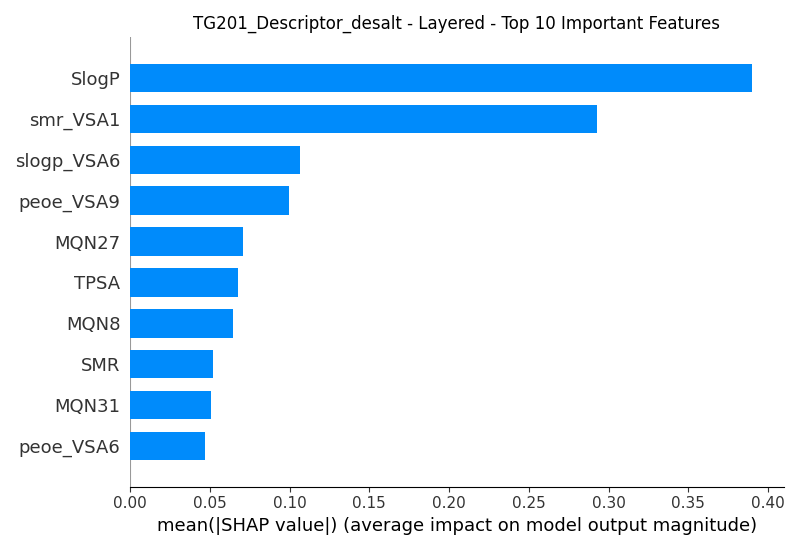 TG201_Descriptor_desalt - Layered - Top 10 Important Features
SlogP
smr_VSA1
slogp_VSA6
peoe_VSA9
MQN27
TPSA
MQN8
SMR
MQN31
peoe_VSA6
0.00 0.05 0.10 0.15 0.20 0.25 0.30 0.35 0.40
mean(|SHAP value|) (average impact on model output magnitude)